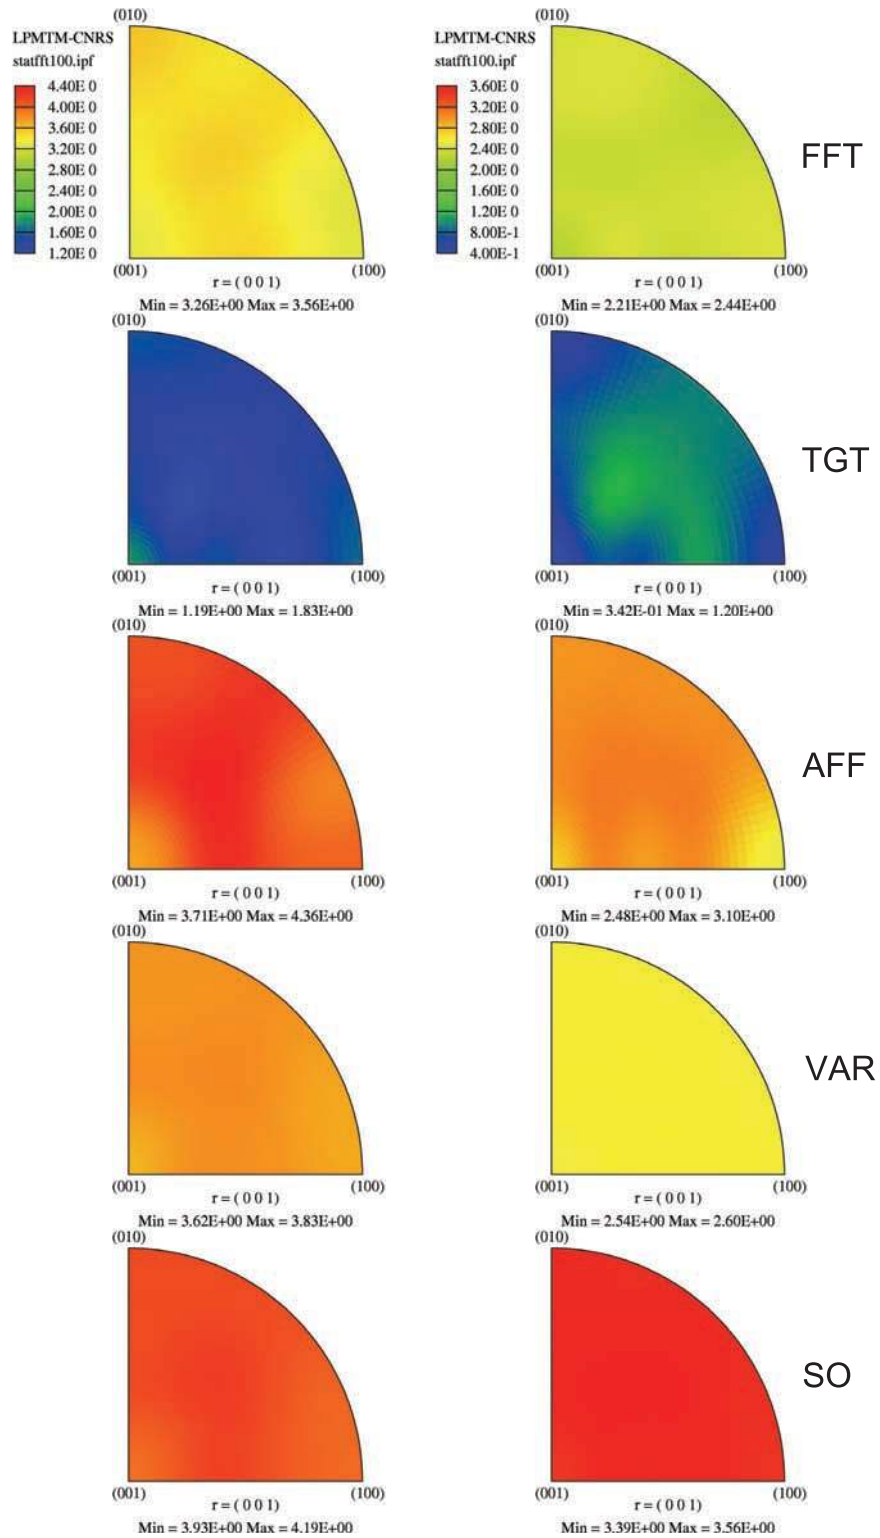 (010)
LPMTM-CNRS
statfft100.ipf
4.40E 0
4.00E 0
3.60E 0
3.20E 0
2.80E 0
2.40E 0
2.00E 0
1.60E 0
1.20E 0
(001)
(100)
r = ( 0 0 1)
Min = 3.26E+00 Max = 3.56E+00
(010)
LPMTM-CNRS
statfft100.ipf
3.60E 0
3.20E 0
2.80E 0
2.40E 0
2.00E 0
1.60E 0
1.20E 0
8.00E-1
4.00E-1
(001)
(100)
r = ( 0 0 1)
Min = 2.21E+00 Max = 2.44E+00
FFT
(010)
(001)
(100)
r = ( 0 0 1)
Min = 1.19E+00 Max = 1.83E+00
(010)
(001)
(100)
r = ( 0 0 1)
Min = 3.42E-01 Max = 1.20E+00
TGT
(010)
(001)
(100)
r = ( 0 0 1)
Min = 3.71E+00 Max = 4.36E+00
(010)
(001)
(100)
r = ( 0 0 1)
Min = 2.48E+00 Max = 3.10E+00
AFF
(010)
(001)
(100)
r = ( 0 0 1)
Min = 3.62E+00 Max = 3.83E+00
(010)
(001)
(100)
r = ( 0 0 1)
Min = 2.54E+00 Max = 2.60E+00
VAR
(010)
(001)
(100)
r = ( 0 0 1)
Min = 3.93E+00 Max = 4.19E+00
(010)
(001)
(100)
r = ( 0 0 1)
Min = 3.39E+00 Max = 3.56E+00
SO